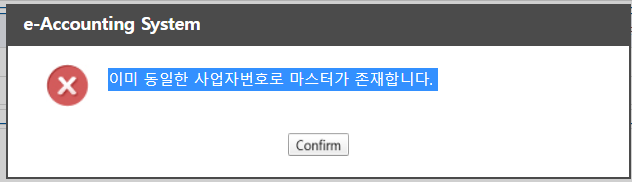 e-Accounting System
이미 동일한 사업자번호로 마스터가 존재합니다.
Confirm